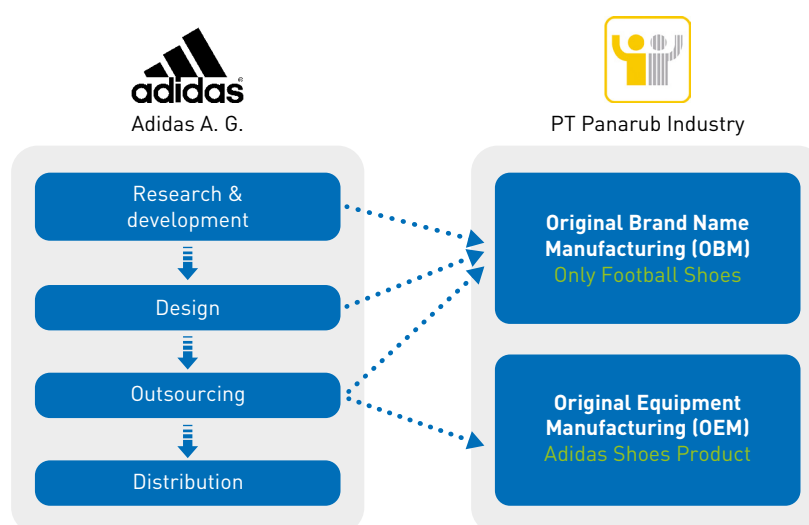 adidas®
Adidas A. G.
Research &
development
Design
Outsourcing
Distribution
PT Panarub Industry
Original Brand Name
Manufacturing (OBM)
Only Football Shoes
Original Equipment
Manufacturing (OEM)
Adidas Shoes Product